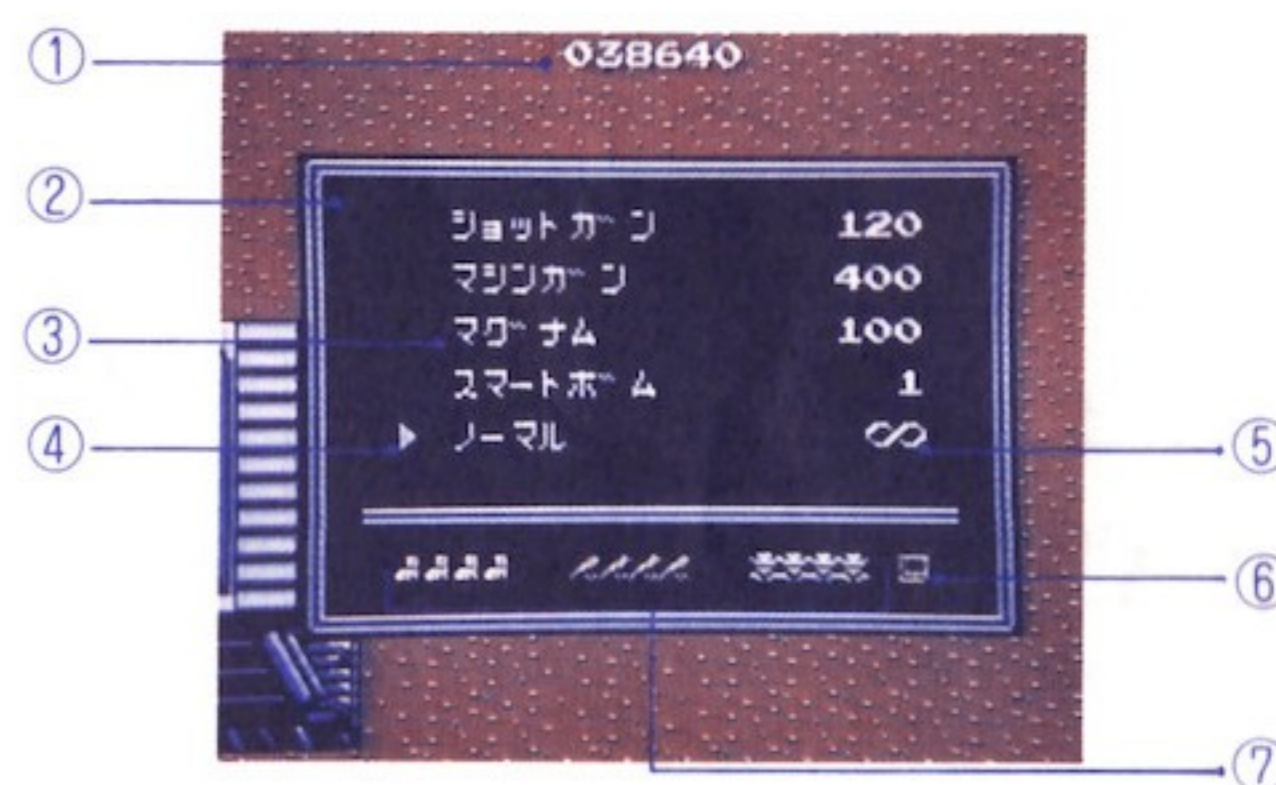 ① 038640
②
ショットガン 120
マシンガン 400
③ マグナム 100
スマートボム 1
④ ▶ ノーマル ∞ ⑤
⑥
⑦